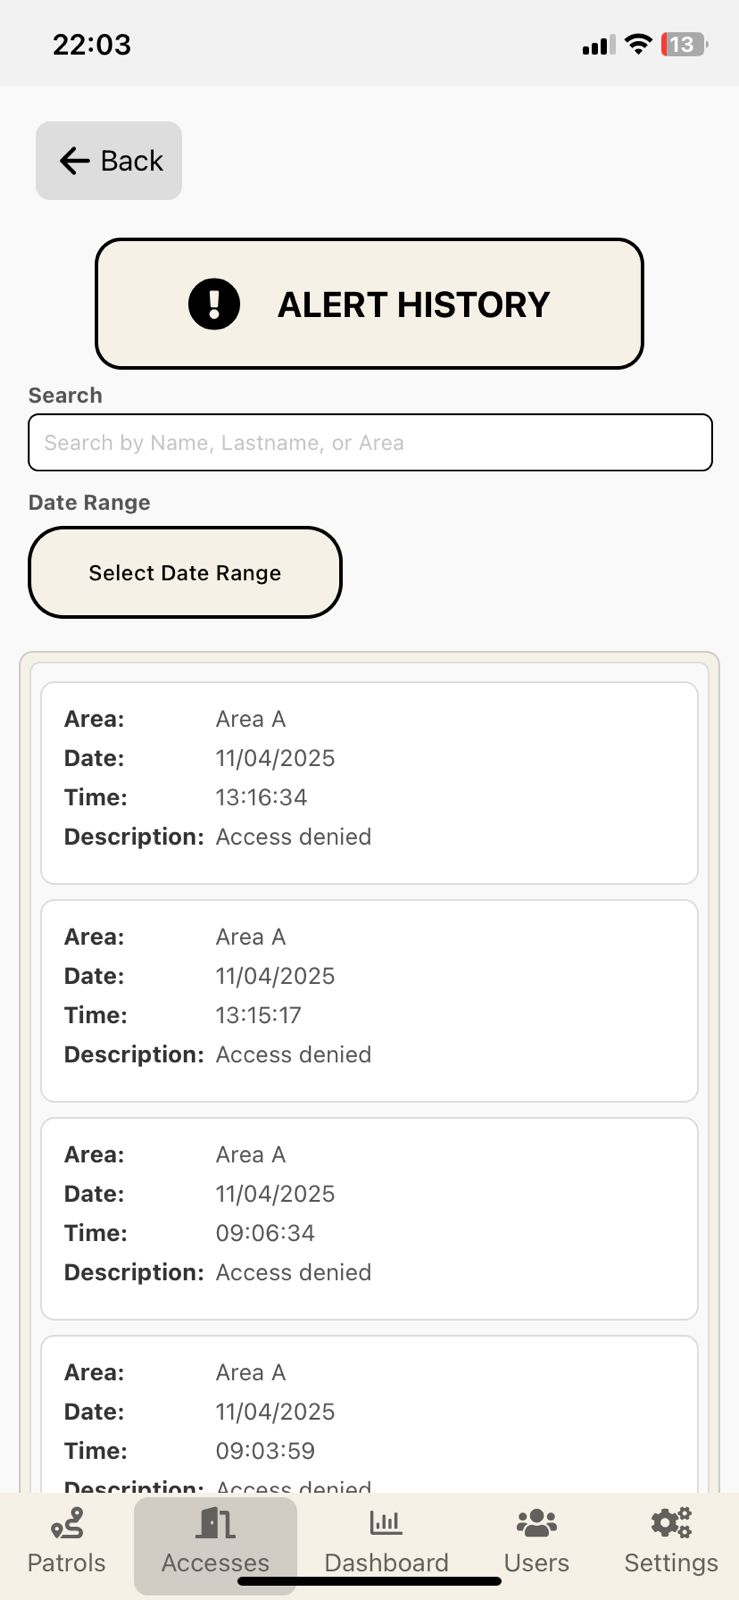 22:03
13
Back
ALERT HISTORY
Search
Search by Name, Lastname, or Area
Date Range
Select Date Range
Area: Area A
Date: 11/04/2025
Time: 13:16:34
Description: Access denied
Area: Area A
Date: 11/04/2025
Time: 13:15:17
Description: Access denied
Area: Area A
Date: 11/04/2025
Time: 09:06:34
Description: Access denied
Area: Area A
Date: 11/04/2025
Time: 09:03:59
Description: Access denied
Patrols Accesses Dashboard Users Settings